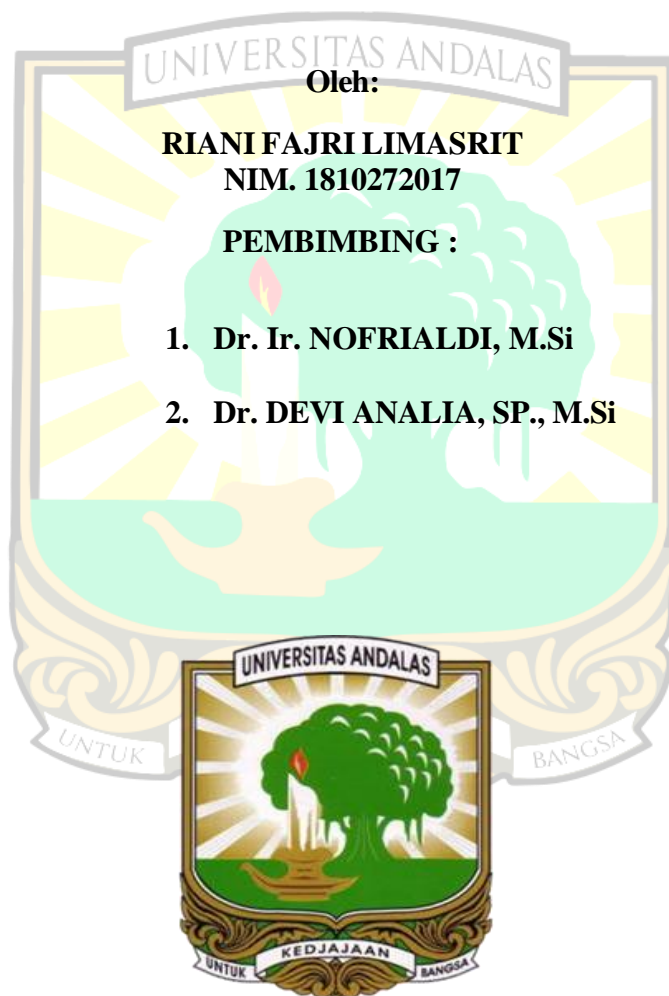 UNIVERSITAS ANDALAS
Oleh:
RIANI FAJRI LIMASRIT
NIM. 1810272017
PEMBIMBING :
1. Dr. Ir. NOFRIALDI, M.Si
2. Dr. DEVI ANALIA, SP., M.Si
UNIVERSITAS ANDALAS
UNTUK
BANGSA
UNTUK KEDJAJAAN BANGSA